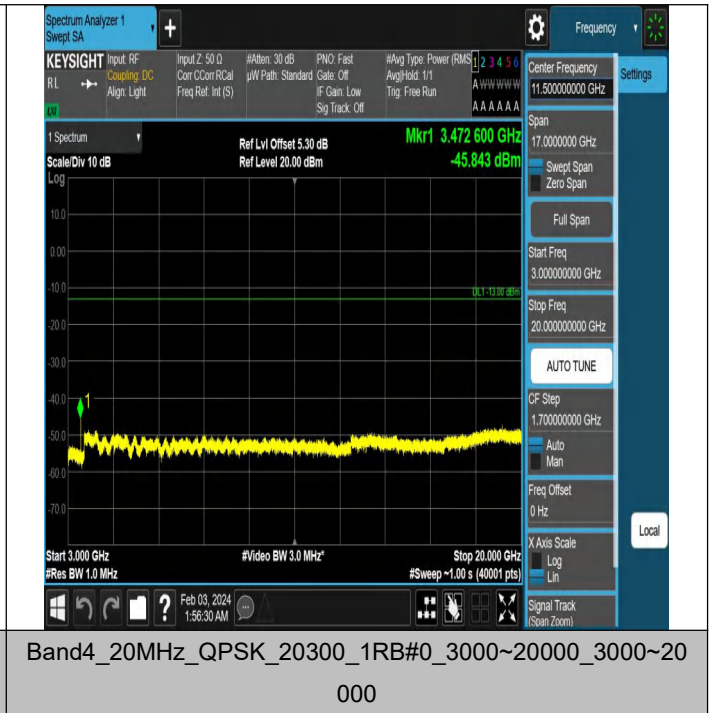 Spectrum Analyzer 1
Swept SA
Frequency
KEYSIGHT
RL
Input: RF
Coupling: DC
Align: Light
Input Z: 50 Ω
Corr CCorr RCal
Freq Ref: Int (S)
#Atten: 30 dB
µW Path: Standard
PNO: Fast
Gate: Off
IF Gain: Low
Sig Track: Off
#Avg Type: Power (RMS
Avg|Hold: 1/1
Trig: Free Run
1 2 3 4 5 6
A W W W W W
A A A A A A
Center Frequency
11.500000000 GHz
Settings
1 Spectrum
Scale/Div 10 dB
Ref Lvl Offset 5.30 dB
Ref Level 20.00 dBm
Mkr1 3.472 600 GHz
-45.843 dBm
Span
17.0000000 GHz
Swept Span
Zero Span
Full Span
Start Freq
3.000000000 GHz
Stop Freq
20.000000000 GHz
AUTO TUNE
CF Step
1.700000000 GHz
Auto
Man
Freq Offset
0 Hz
X Axis Scale
Log
Lin
Signal Track
(Span Zoom)
Local
Log
10.0
0.00
-10.0
DL1 -13.00 dBm
-20.0
-30.0
-40.0
1
-50.0
-60.0
-70.0
Start 3.000 GHz
#Video BW 3.0 MHz*
Stop 20.000 GHz
#Res BW 1.0 MHz
#Sweep ~1.00 s (40001 pts)
Feb 03, 2024
1:56:30 AM
Band4_20MHz_QPSK_20300_1RB#0_3000~20000_3000~20
000